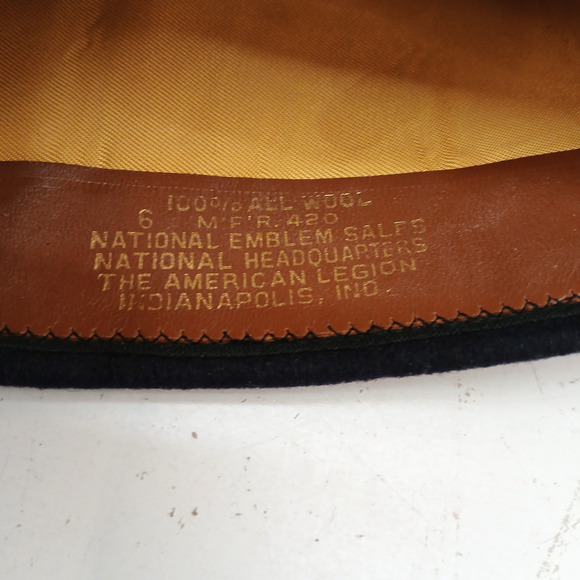 100% ALL WOOL
6 M'F'R. 420
NATIONAL EMBLEM SALES
NATIONAL HEADQUARTERS
THE AMERICAN LEGION
INDIANAPOLIS, IND.